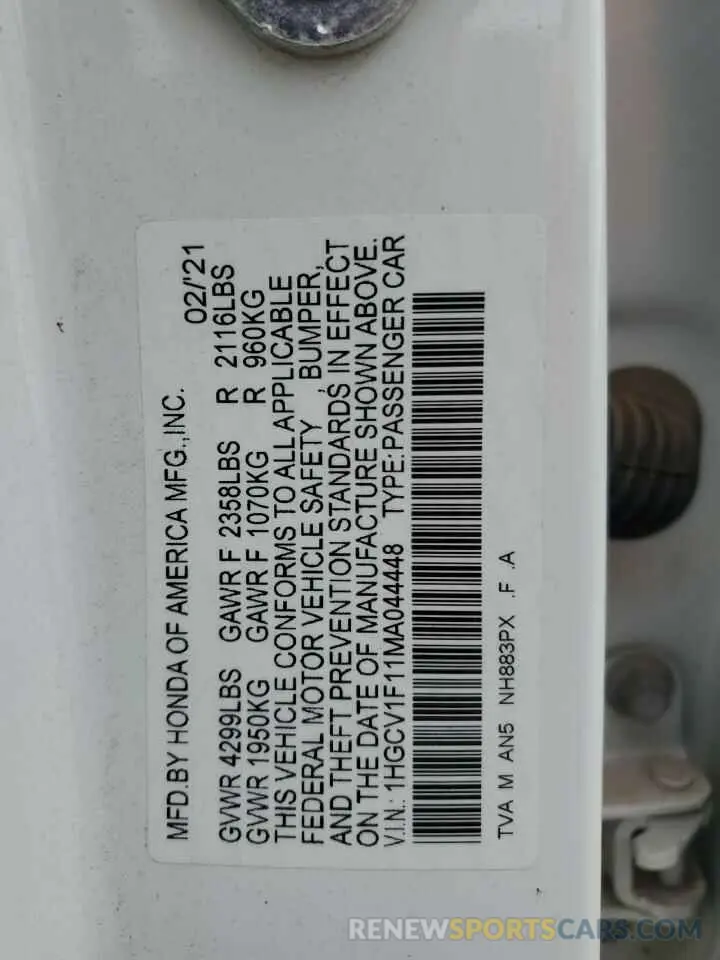 MFD.BY HONDA OF AMERICA MFG.,INC. 02/'21
GVWR 4299LBS GAWR F 2358LBS R 2116LBS
GVWR 1950KG GAWR F 1070KG R 960KG
THIS VEHICLE CONFORMS TO ALL APPLICABLE
FEDERAL MOTOR VEHICLE SAFETY , BUMPER,
AND THEFT PREVENTION STANDARDS IN EFFECT
ON THE DATE OF MANUFACTURE SHOWN ABOVE.
V.I.N.: 1HGCV1F11MA044448 TYPE: PASSENGER CAR
TVA M AN5 NH883PX .F .A
RENEWSPORTSCARS.COM